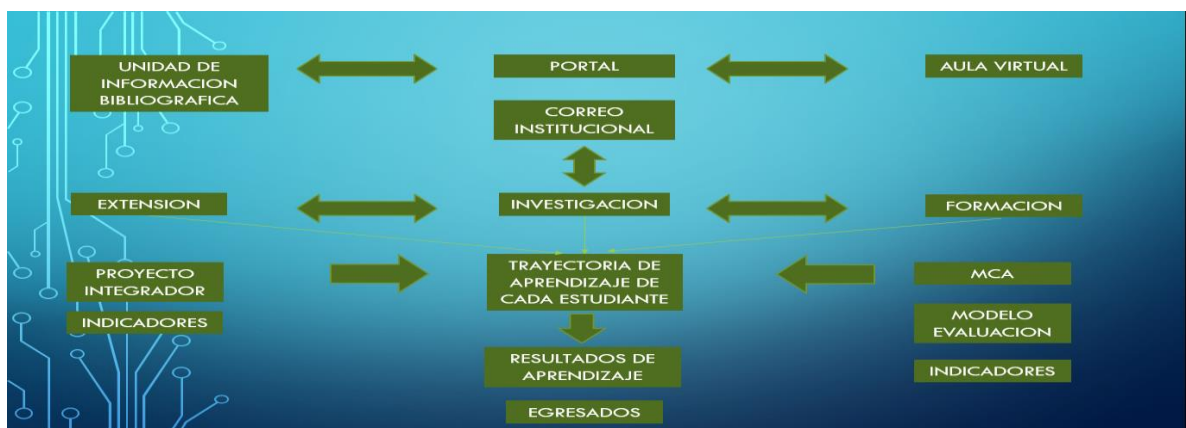 UNIDAD DE
INFORMACION
BIBLIOGRAFICA
PORTAL
AULA VIRTUAL
CORREO
INSTITUCIONAL
EXTENSION
INVESTIGACION
FORMACION
PROYECTO
INTEGRADOR
INDICADORES
TRAYECTORIA DE
APRENDIZAJE DE
CADA ESTUDIANTE
MCA
MODELO
EVALUACION
INDICADORES
RESULTADOS DE
APRENDIZAJE
EGRESADOS